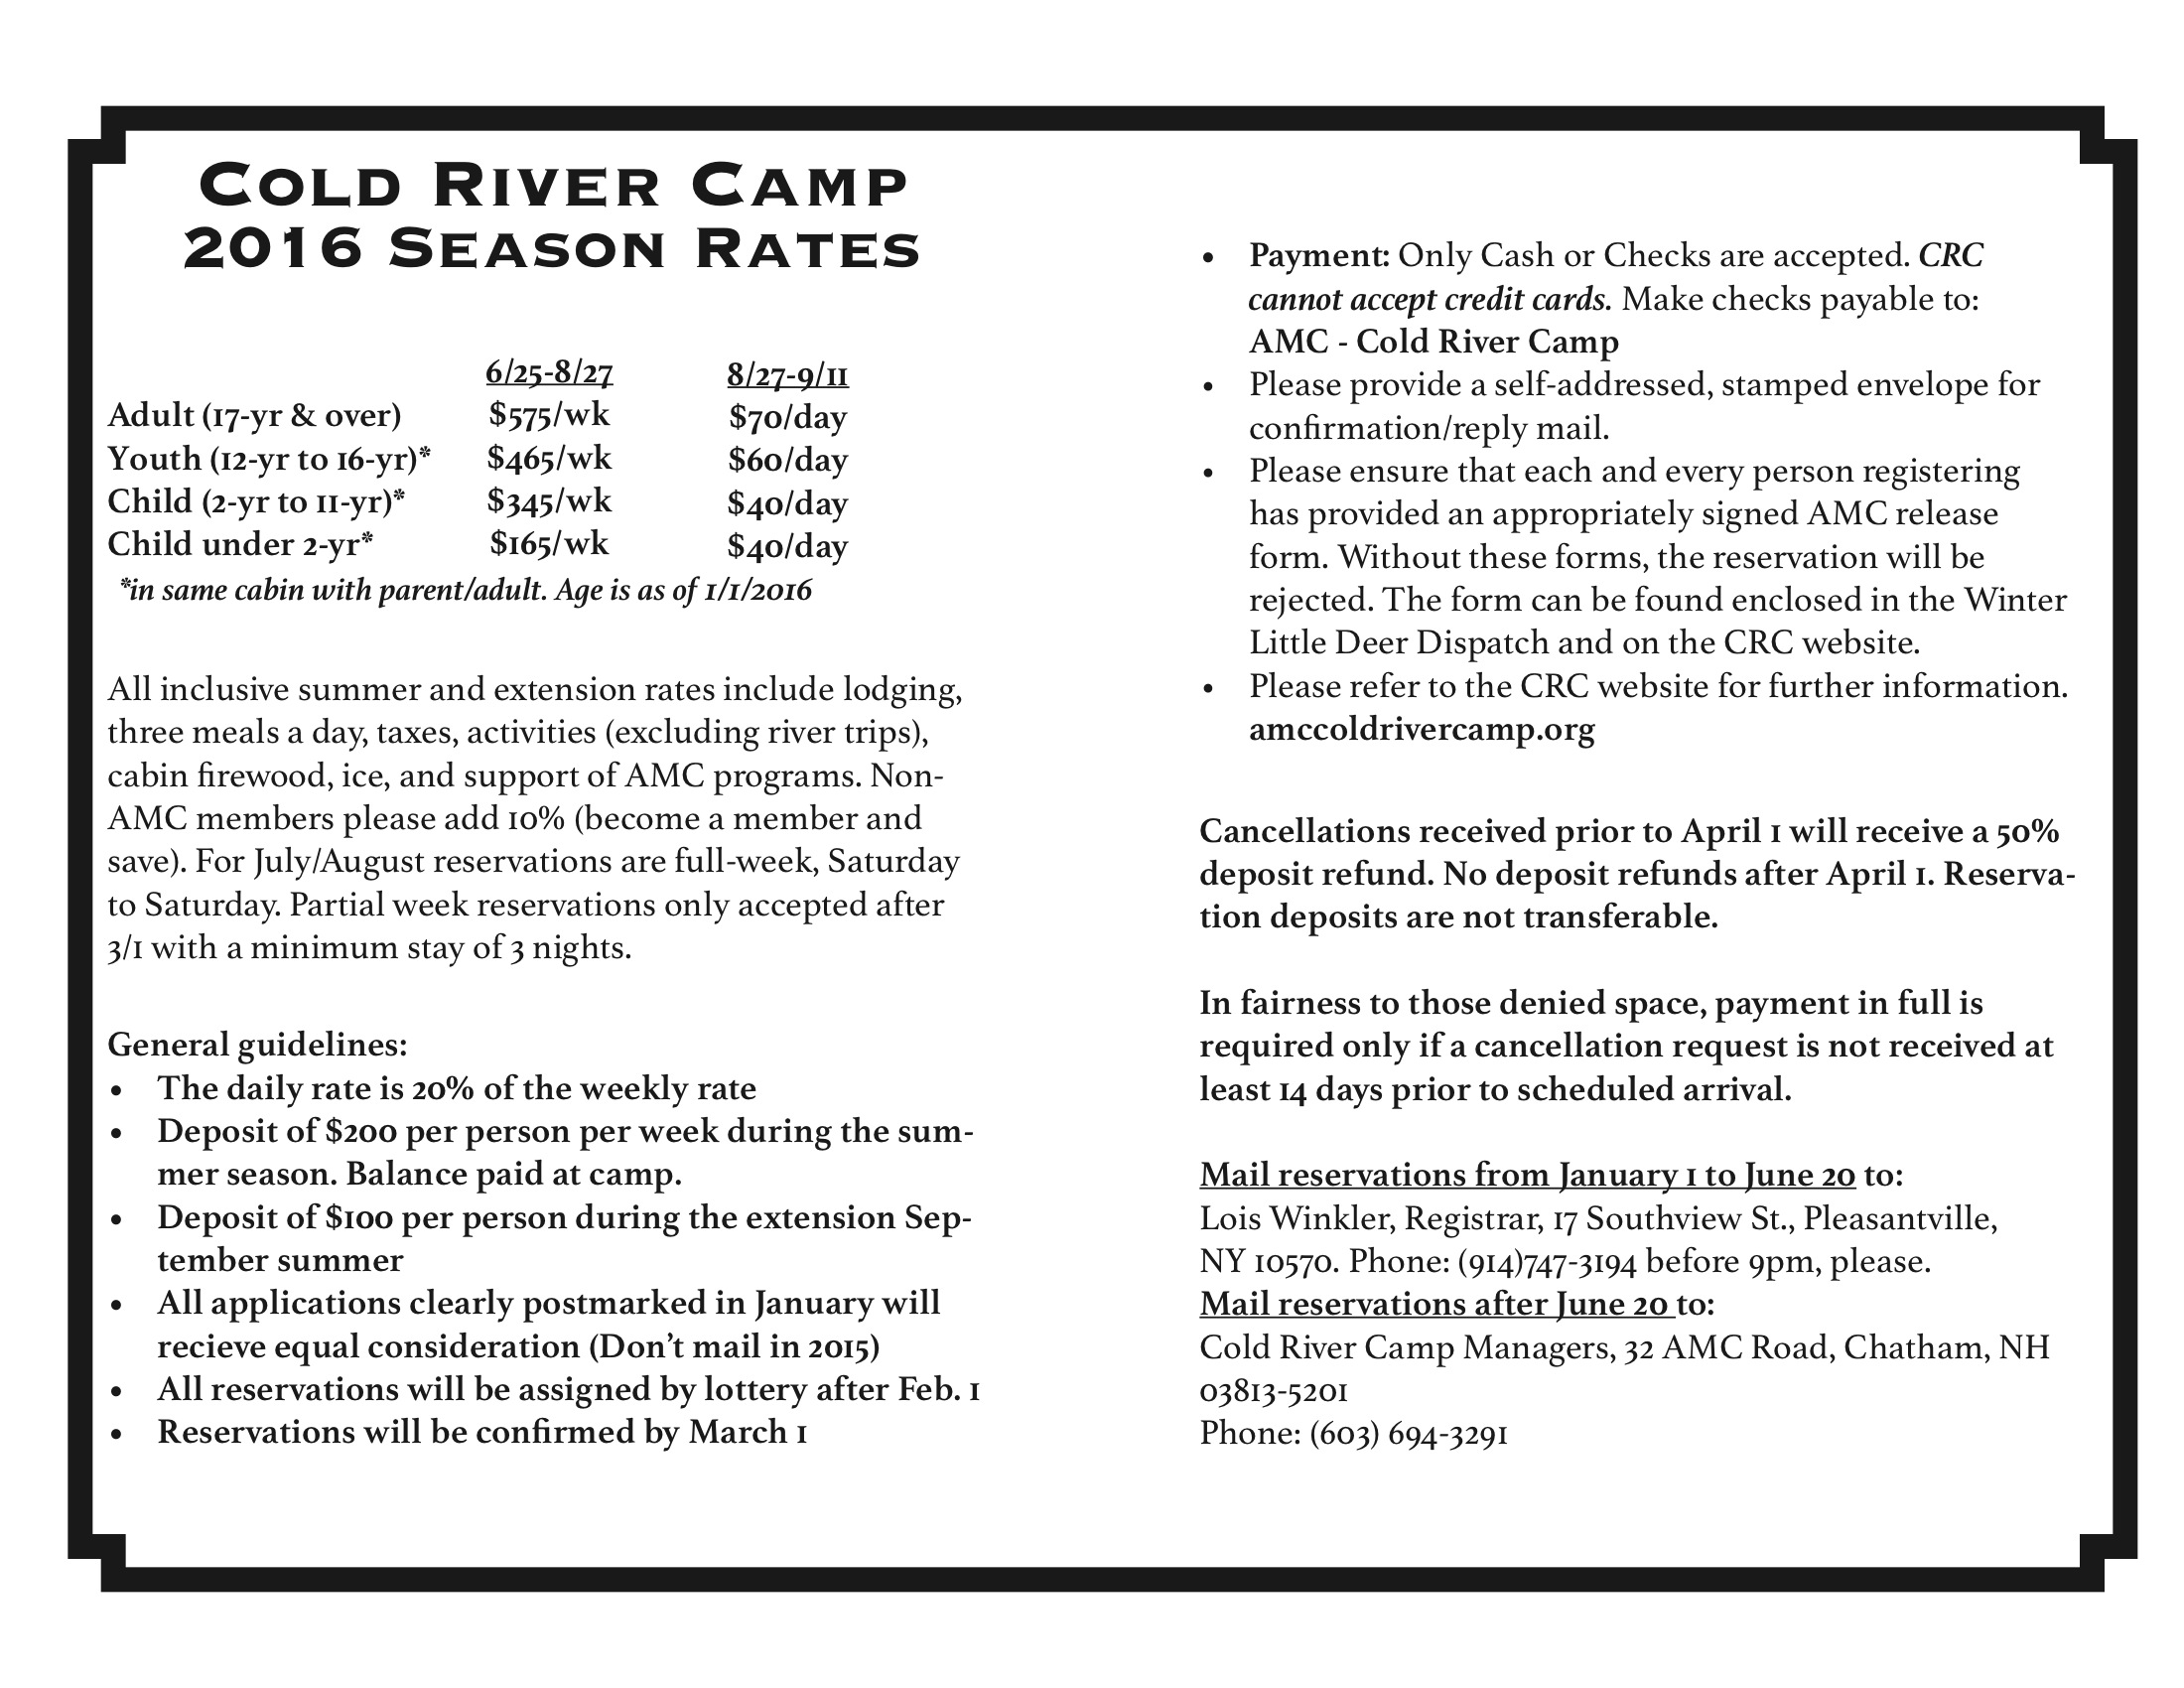 Cold River Camp
2016 Season Rates
6/25-8/27 8/27-9/11
Adult (17-yr & over) $575/wk $70/day
Youth (12-yr to 16-yr)* $465/wk $60/day
Child (2-yr to 11-yr)* $345/wk $40/day
Child under 2-yr* $165/wk $40/day
*in same cabin with parent/adult. Age is as of 1/1/2016
All inclusive summer and extension rates include lodging,
three meals a day, taxes, activities (excluding river trips),
cabin firewood, ice, and support of AMC programs. Non-
AMC members please add 10% (become a member and
save). For July/August reservations are full-week, Saturday
to Saturday. Partial week reservations only accepted after
3/1 with a minimum stay of 3 nights.
General guidelines:
• The daily rate is 20% of the weekly rate
• Deposit of $200 per person per week during the sum-
mer season. Balance paid at camp.
• Deposit of $100 per person during the extension Sep-
tember summer
• All applications clearly postmarked in January will
recieve equal consideration (Don't mail in 2015)
• All reservations will be assigned by lottery after Feb. 1
• Reservations will be confirmed by March 1
• Payment: Only Cash or Checks are accepted. CRC
cannot accept credit cards. Make checks payable to:
AMC - Cold River Camp
• Please provide a self-addressed, stamped envelope for
confirmation/reply mail.
• Please ensure that each and every person registering
has provided an appropriately signed AMC release
form. Without these forms, the reservation will be
rejected. The form can be found enclosed in the Winter
Little Deer Dispatch and on the CRC website.
• Please refer to the CRC website for further information.
amccoldrivercamp.org
Cancellations received prior to April 1 will receive a 50%
deposit refund. No deposit refunds after April 1. Reserva-
tion deposits are not transferable.
In fairness to those denied space, payment in full is
required only if a cancellation request is not received at
least 14 days prior to scheduled arrival.
Mail reservations from January 1 to June 20 to:
Lois Winkler, Registrar, 17 Southview St., Pleasantville,
NY 10570. Phone: (914)747-3194 before 9pm, please.
Mail reservations after June 20 to:
Cold River Camp Managers, 32 AMC Road, Chatham, NH
03813-5201
Phone: (603) 694-3291